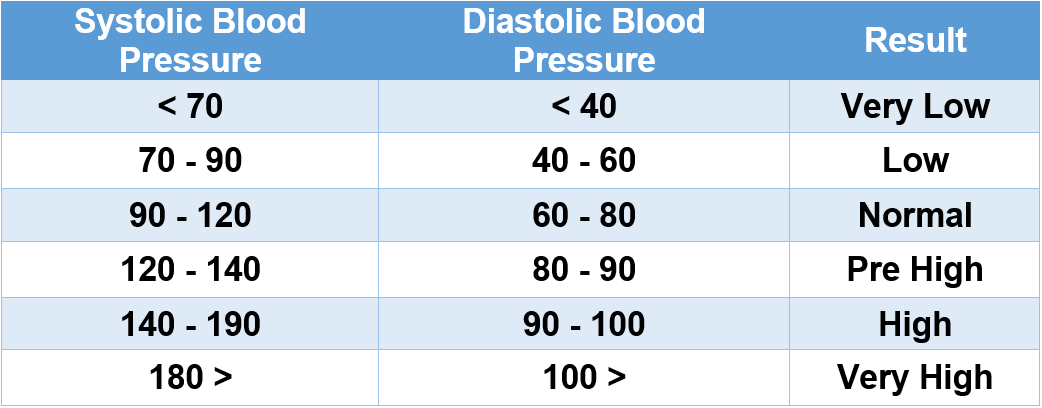 Systolic Blood Pressure Diastolic Blood Pressure Result
< 70 < 40 Very Low
70 - 90 40 - 60 Low
90 - 120 60 - 80 Normal
120 - 140 80 - 90 Pre High
140 - 190 90 - 100 High
180 > 100 > Very High